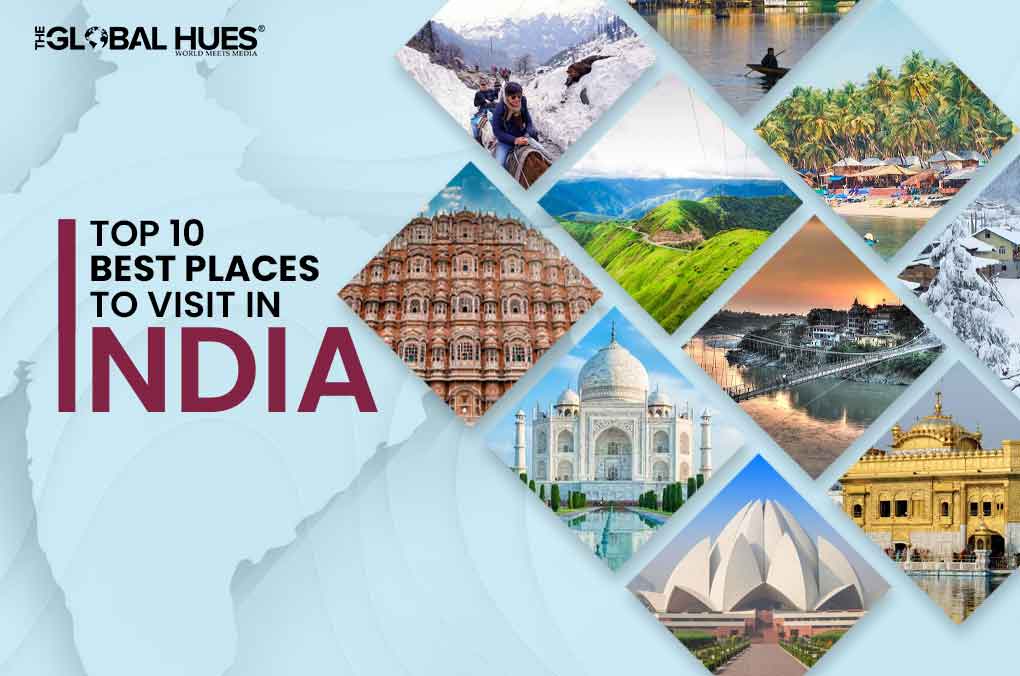 THE GLOBAL HUES®
WORLD MEETS MEDIA
TOP 10
BEST PLACES
TO VISIT IN
INDIA